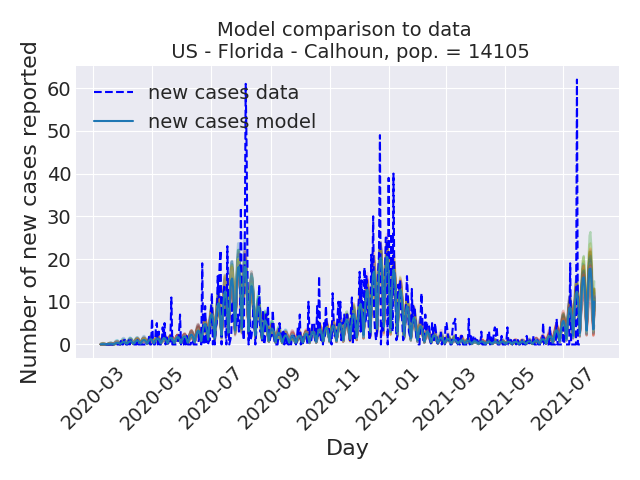 Model comparison to data
US - Florida - Calhoun, pop. = 14105
Number of new cases reported
60
50
40
30
20
10
0
new cases data
new cases model
2020-03
2020-05
2020-07
2020-09
2020-11
2021-01
2021-03
2021-05
2021-07
Day